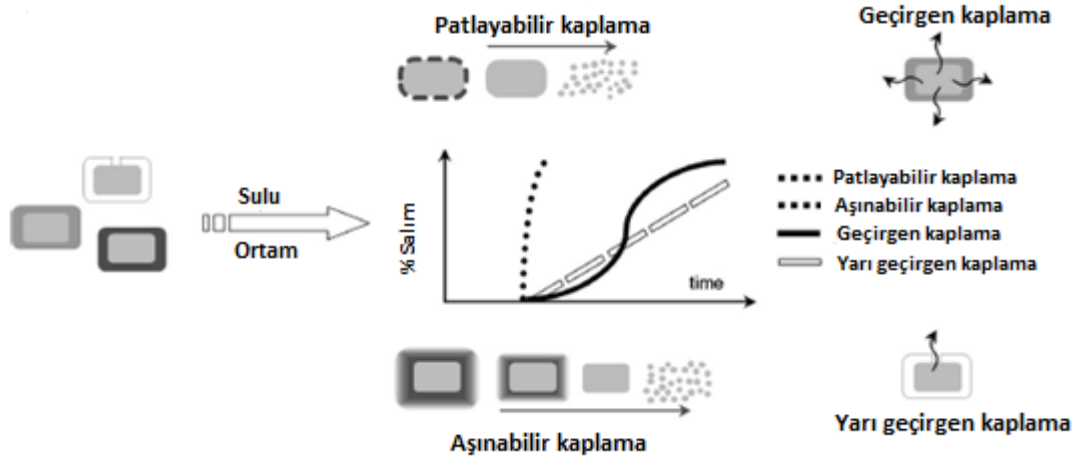 Patlayabilir kaplama
Geçirgen kaplama
Sulu
Ortam
% Salım
time
Patlayabilir kaplama
Aşınabilir kaplama
Geçirgen kaplama
Yarı geçirgen kaplama
Aşınabilir kaplama
Yarı geçirgen kaplama